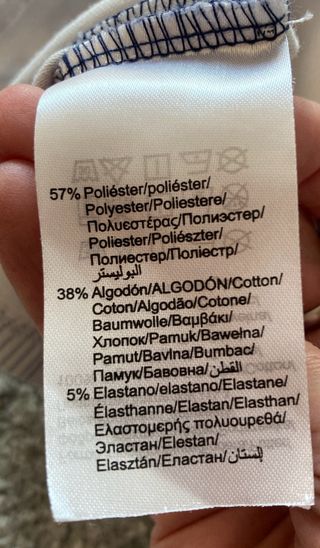 57% Poliéster/poliéster/
Polyester/Poliestere/
Πολυεστέρας/Полиэстер/
Poliester/Poliészter/
Полиестер/Поліестр/
البوليستر
38% Algodón/ALGODÓN/Cotton/
Coton/Algodão/Cotone/
Baumwolle/Βαμβάκι/
Хлопок/Pamuk/Bawełna/
Pamut/Bavlna/Bumbac/
Памук/Бавовна/القطن
5% Elastano/elastano/Elastane/
Élasthanne/Elastan/Elasthan/
Ελαστομερής πολυουρεθά/
Эластан/Elestan/
Elasztán/Еластан/إلستان